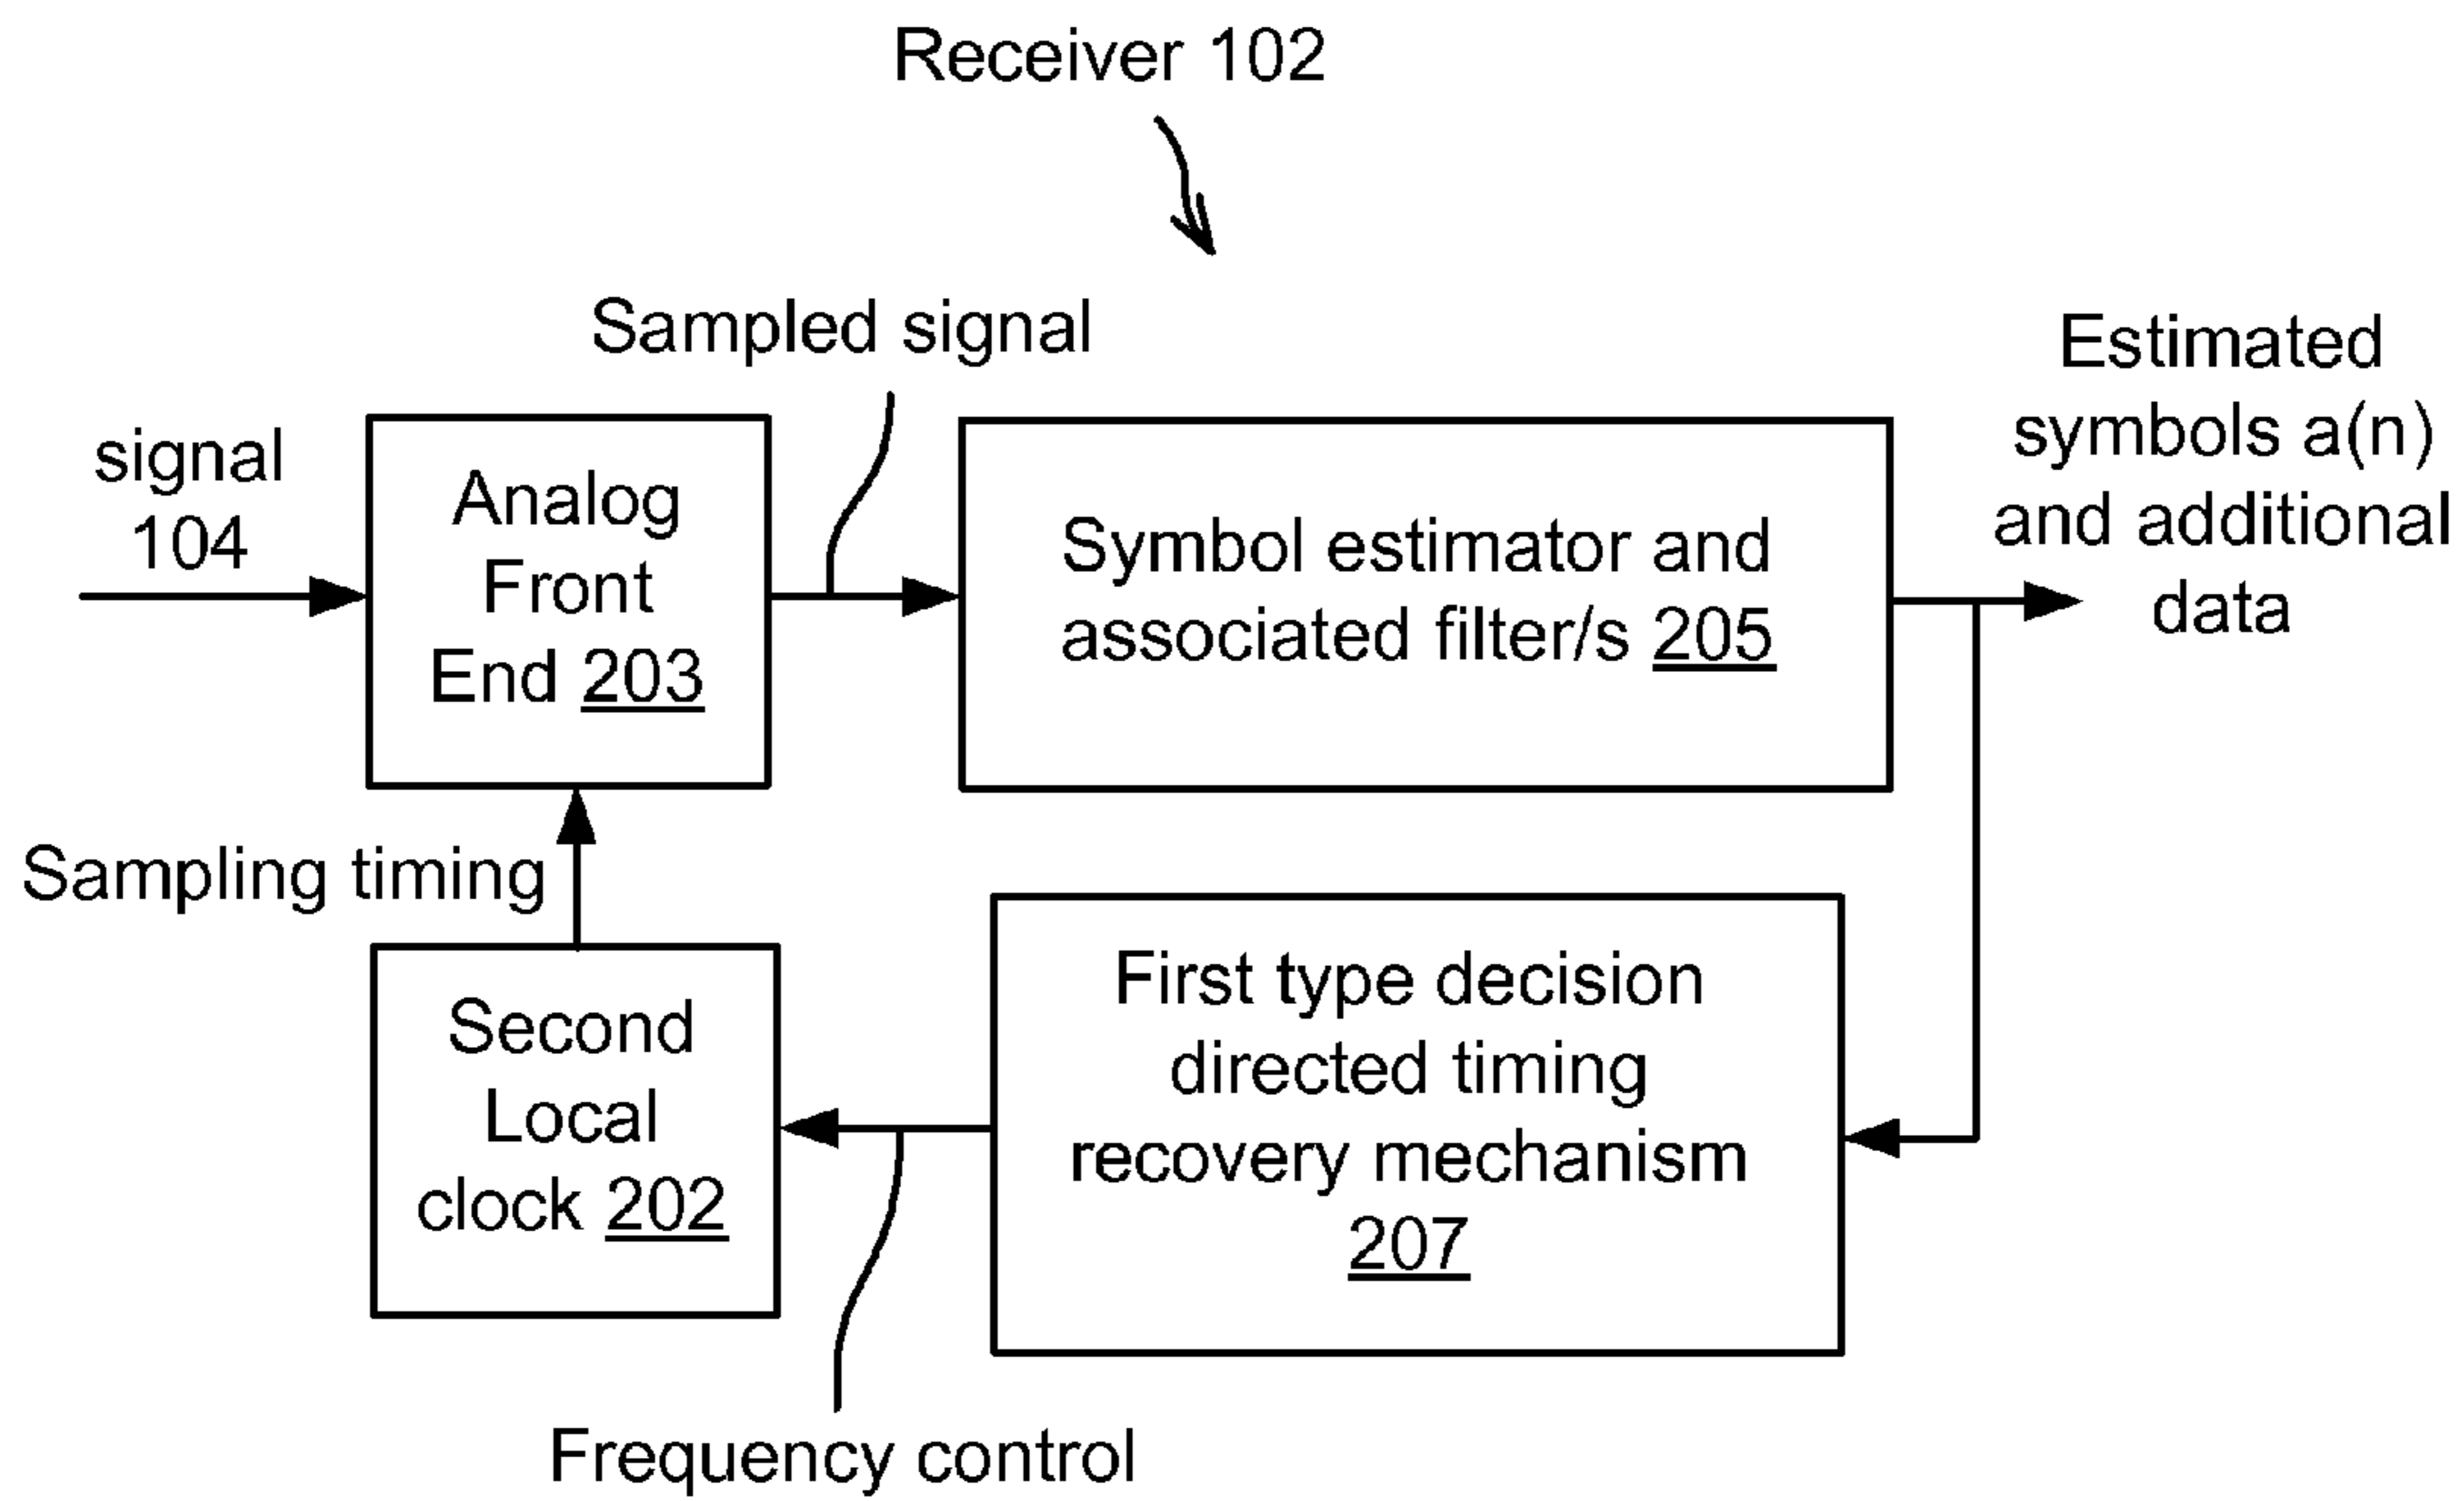 Receiver 102
Sampled signal
Estimated
symbols a(n)
and additional
data
signal
104
Analog
Front
End 203
Symbol estimator and
associated filter/s 205
Sampling timing
Second
Local
clock 202
First type decision
directed timing
recovery mechanism
207
Frequency control